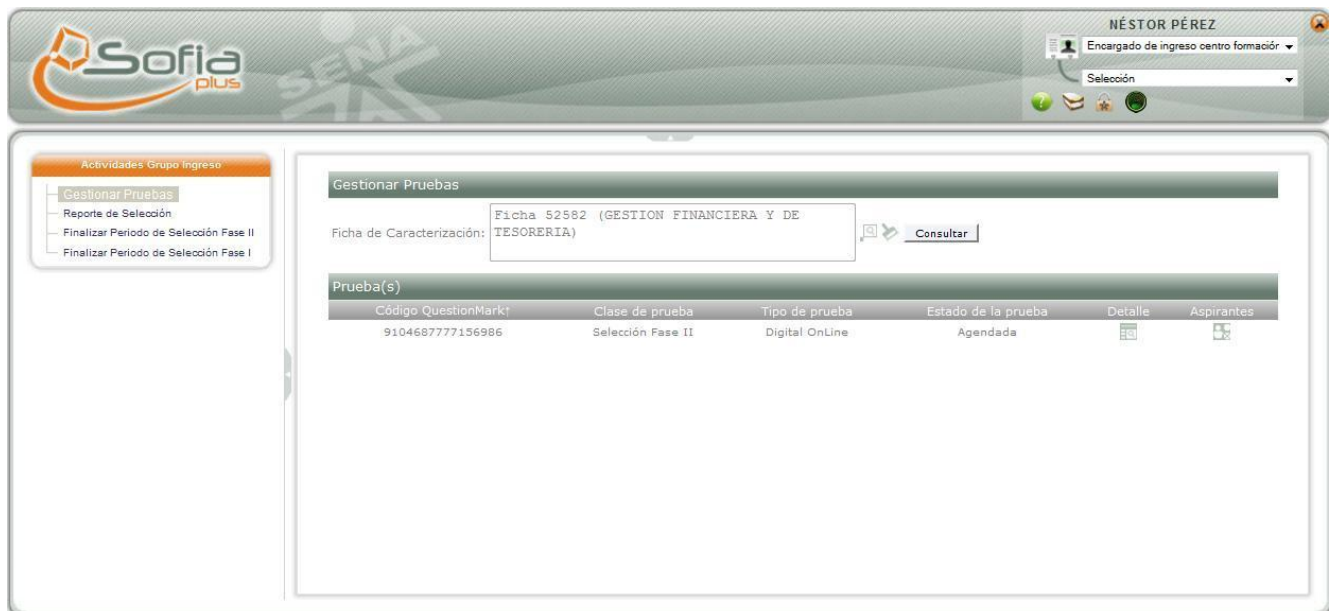 Sofia
plus
SENA
NÉSTOR PÉREZ
Encargado de ingreso centro formación
Selección
Actividades Grupo Ingreso
Gestionar Pruebas
Reporte de Selección
Finalizar Periodo de Selección Fase II
Finalizar Periodo de Selección Fase I
Gestionar Pruebas
Ficha de Caracterización:
Ficha 52582 (GESTION FINANCIERA Y DE
TESORERIA)
Consultar
Prueba(s)
Código QuestionMark↑ Clase de prueba Tipo de prueba Estado de la prueba Detalle Aspirantes
9104687777156986 Selección Fase II Digital OnLine Agendada